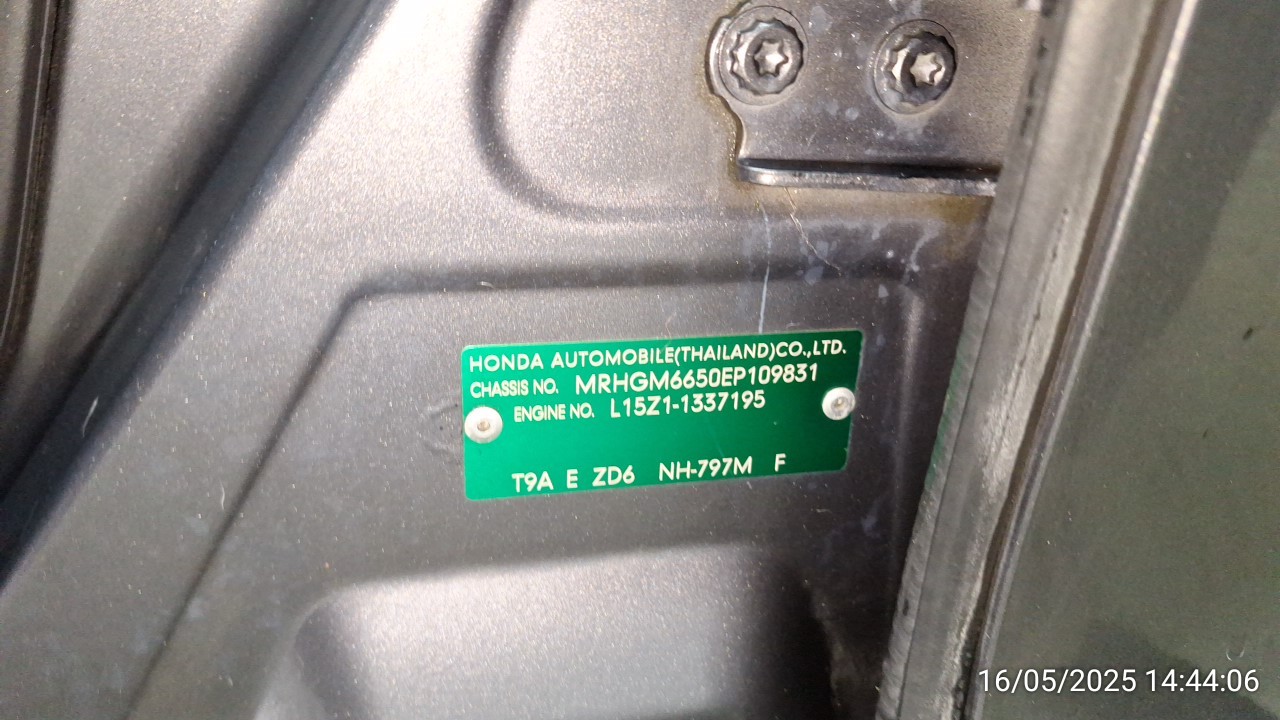 HONDA AUTOMOBILE(THAILAND)CO.,LTD.
CHASSIS NO. MRHGM6650EP109831
ENGINE NO. L15Z1-1337195
T9A E ZD6 NH-797M F
16/05/2025 14:44:06